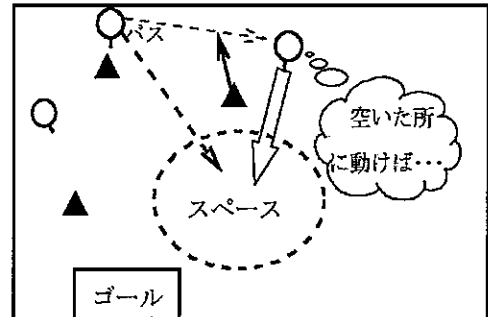 パス
空いた所
に動けば…
スペース
ゴール